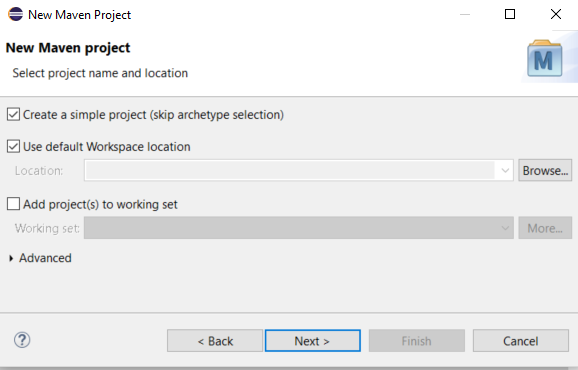 New Maven Project
New Maven project
Select project name and location
M
Create a simple project (skip archetype selection)
Use default Workspace location
Location:
Browse...
Add project(s) to working set
Working set:
More...
Advanced
?
< Back
Next >
Finish
Cancel